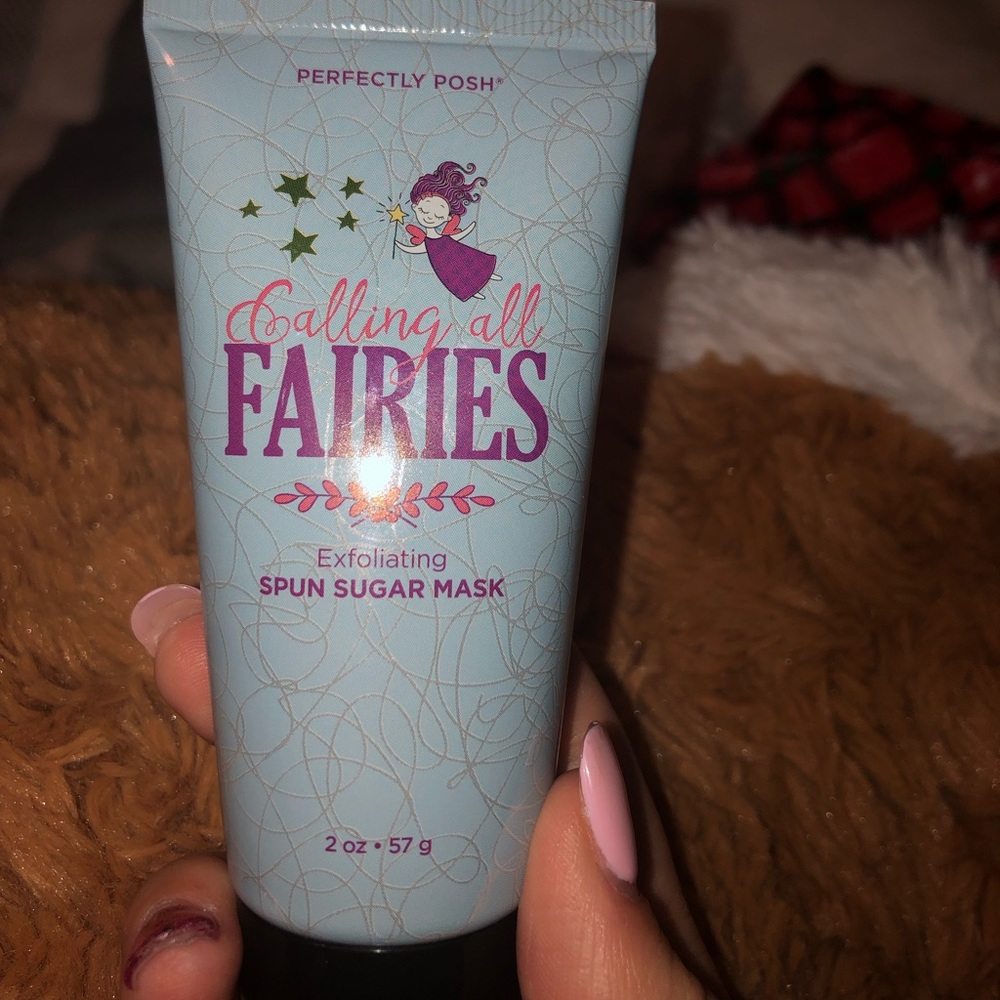 PERFECTLY POSH®
Calling all
FAIRIES
Exfoliating
SPUN SUGAR MASK
2 oz • 57 g